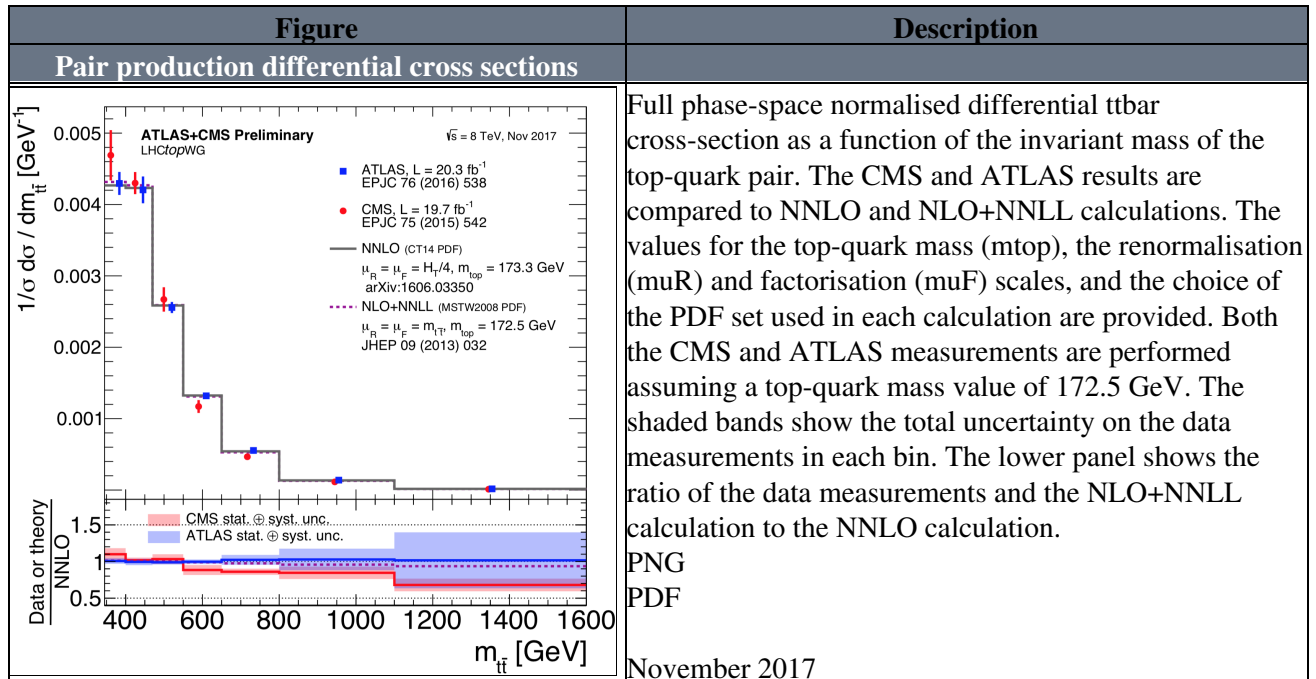 Figure
Description
Pair production differential cross sections
1/σ dσ / dm_tt̄ [GeV⁻¹]
0.005
0.004
0.003
0.002
0.001
ATLAS+CMS Preliminary
LHCtopWG
√s = 8 TeV, Nov 2017
ATLAS, L = 20.3 fb⁻¹
EPJC 76 (2016) 538
CMS, L = 19.7 fb⁻¹
EPJC 75 (2015) 542
NNLO (CT14 PDF)
μ_R = μ_F = H_T/4, m_top = 173.3 GeV
arXiv:1606.03350
NLO+NNLL (MSTW2008 PDF)
μ_R = μ_F = m_tt̄, m_top = 172.5 GeV
JHEP 09 (2013) 032
Data or theory
NNLO
1.5
1
0.5
CMS stat. ⊕ syst. unc.
ATLAS stat. ⊕ syst. unc.
400 600 800 1000 1200 1400 1600
m_tt̄ [GeV]
Full phase-space normalised differential ttbar
cross-section as a function of the invariant mass of the
top-quark pair. The CMS and ATLAS results are
compared to NNLO and NLO+NNLL calculations. The
values for the top-quark mass (mtop), the renormalisation
(muR) and factorisation (muF) scales, and the choice of
the PDF set used in each calculation are provided. Both
the CMS and ATLAS measurements are performed
assuming a top-quark mass value of 172.5 GeV. The
shaded bands show the total uncertainty on the data
measurements in each bin. The lower panel shows the
ratio of the data measurements and the NLO+NNLL
calculation to the NNLO calculation.
PNG
PDF
November 2017